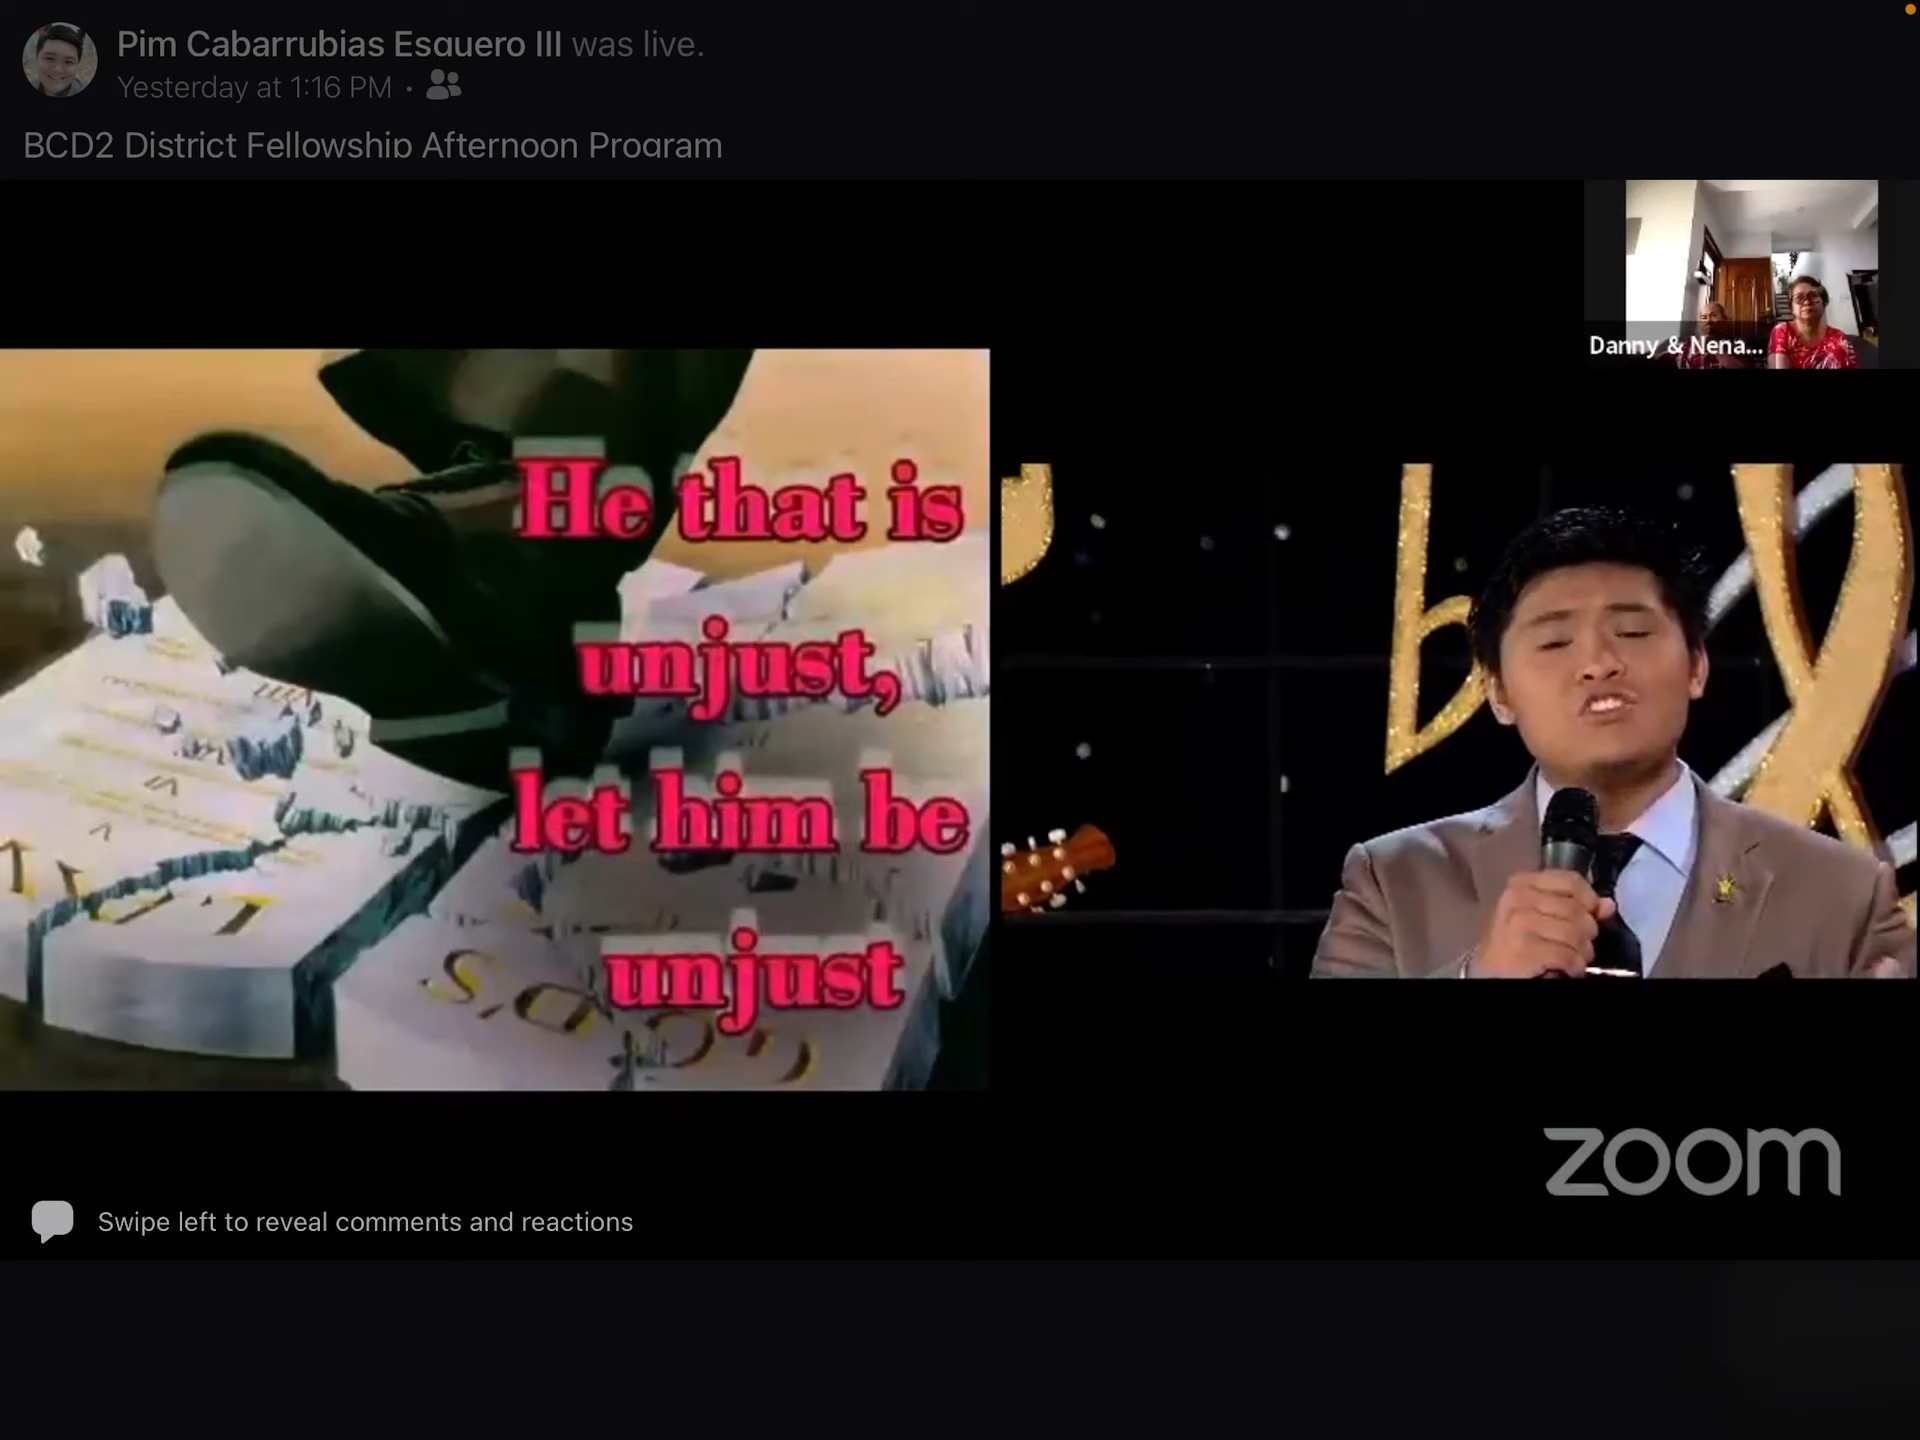 Pim Cabarrubias Esquero III was live.
Yesterday at 1:16 PM ·
BCD2 District Fellowship Afternoon Program
Danny & Nena...
He that is
unjust,
let him be
unjust
zoom
Swipe left to reveal comments and reactions